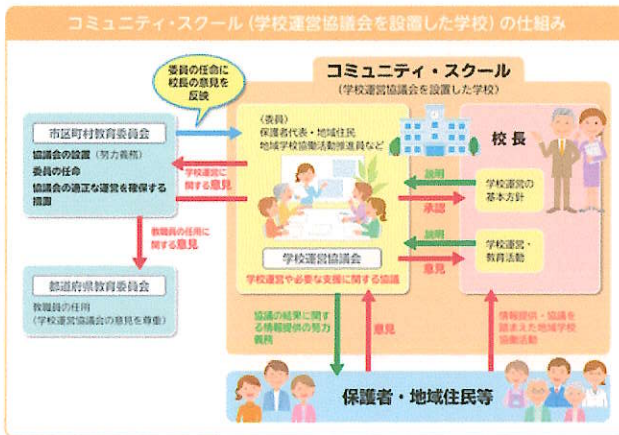 コミュニティ・スクール(学校運営協議会を設置した学校)の仕組み
委員の任命に
校長の意見を
反映
コミュニティ・スクール
(学校運営協議会を設置した学校)
市区町村教育委員会
協議会の設置(努力義務)
委員の任命
協議会の適正な運営を確保する
措置
学校運営に
関する意見
〈委員〉
保護者代表・地域住民
地域学校協働活動推進員など
校長
説明
承認
学校運営の
基本方針
説明
意見
学校運営・
教育活動
学校運営協議会
学校運営や必要な支援に関する協議
教職員の任用
に関する意見
都道府県教育委員会
教職員の任用
(学校運営協議会の意見を尊重)
協議の結果に関す
る情報提供の努力
義務
意見
情報提供・協議を
踏まえた地域学校
協働活動
保護者・地域住民等